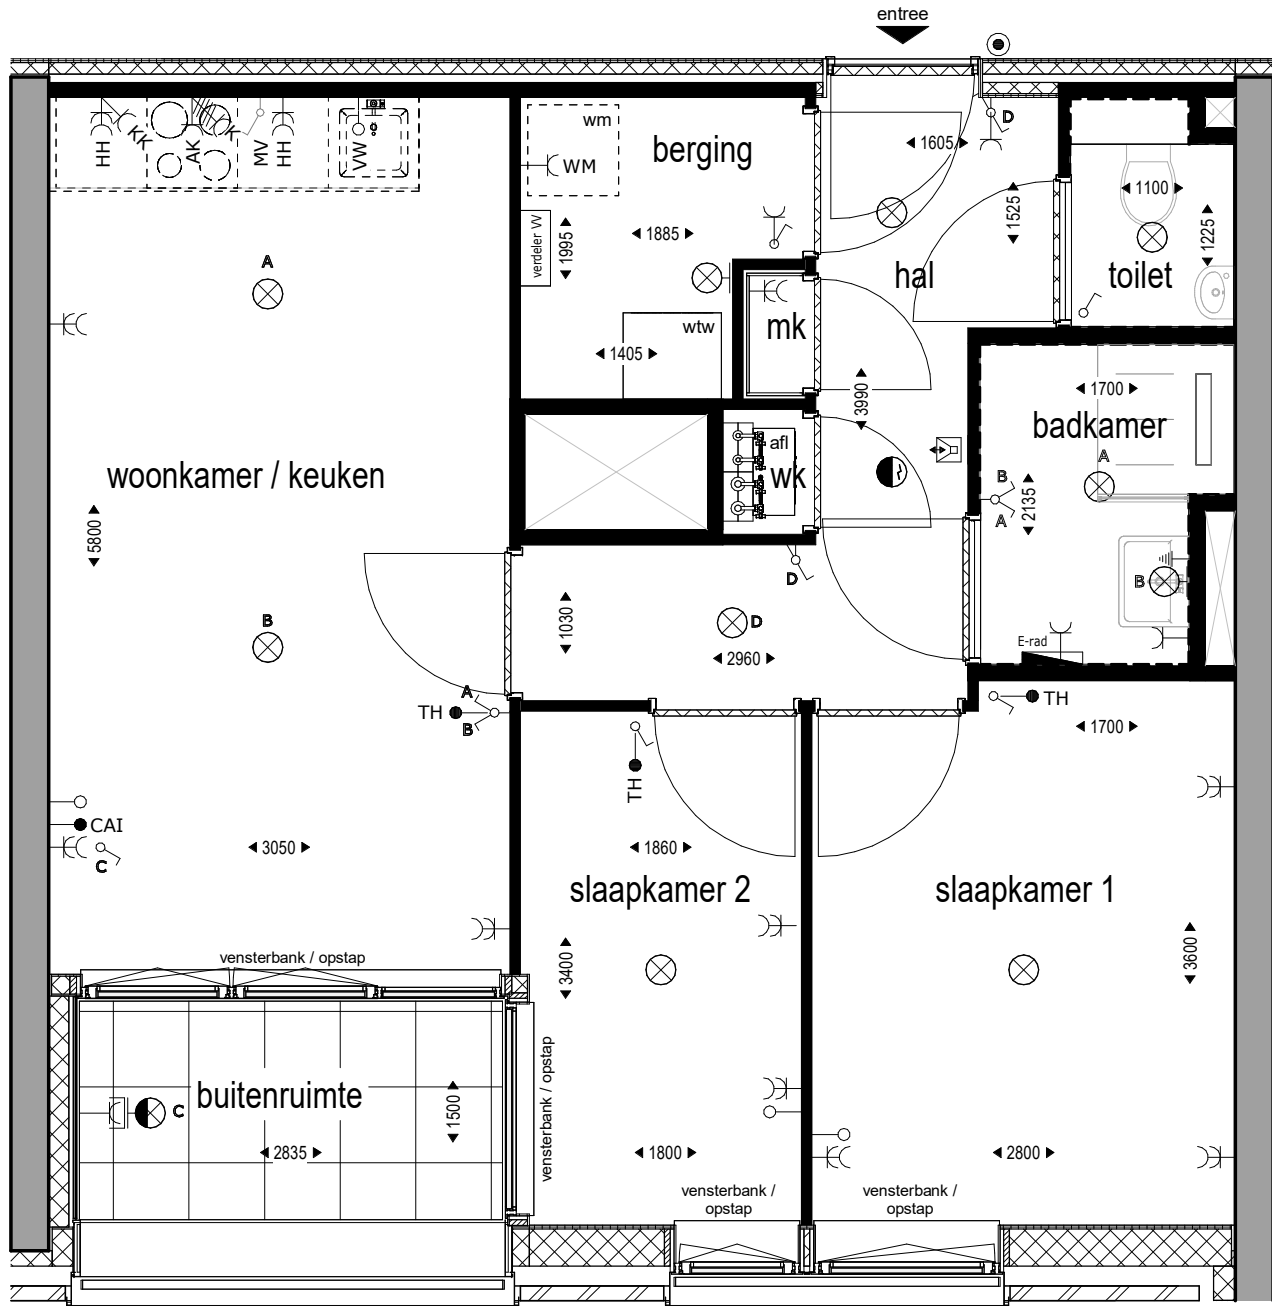 entree
wm
WM
berging
1605
D
1525
1100
1225
HH
KK
AK
K
MV
HH
VW
1995
1885
verdeler VV
A
hal
toilet
mk
wtw
1405
3990
1700
badkamer
A
afl
wk
woonkamer / keuken
B
A
2135
5800
D
B
1030
B
D
2960
E-rad
A
TH
B
TH
1700
TH
CAI
C
3050
1860
slaapkamer 2
slaapkamer 1
vensterbank / opstap
3400
3600
buitenruimte
C
1500
2835
vensterbank / opstap
1800
2800
vensterbank /
opstap
vensterbank /
opstap